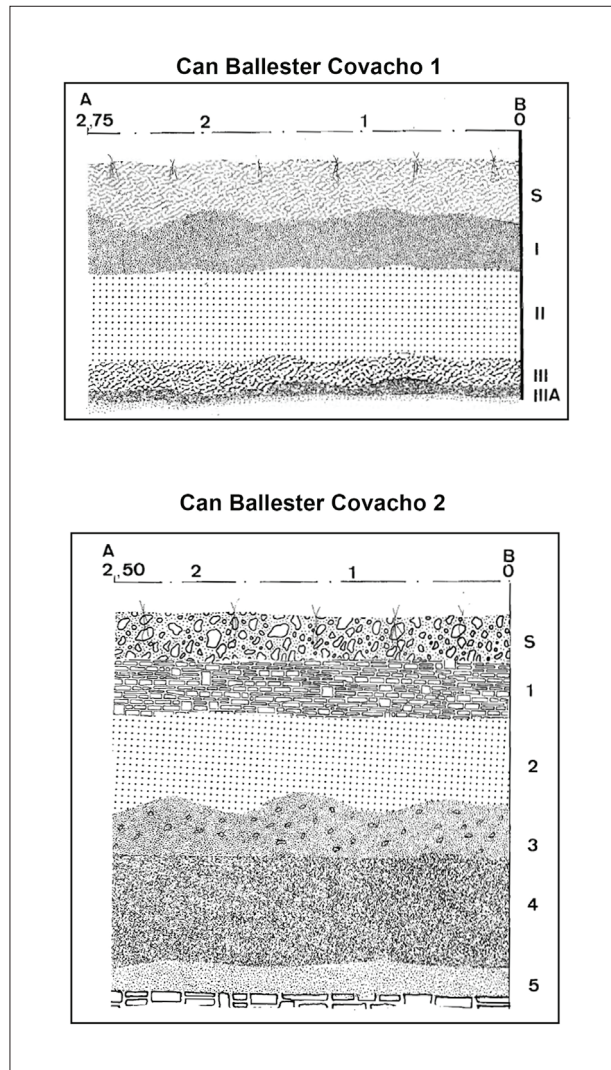 Can Ballester Covacho 1
A B
2,75 2 1 0
S
I
II
III
IIIA
Can Ballester Covacho 2
A B
2,50 2 1 0
S
1
2
3
4
5